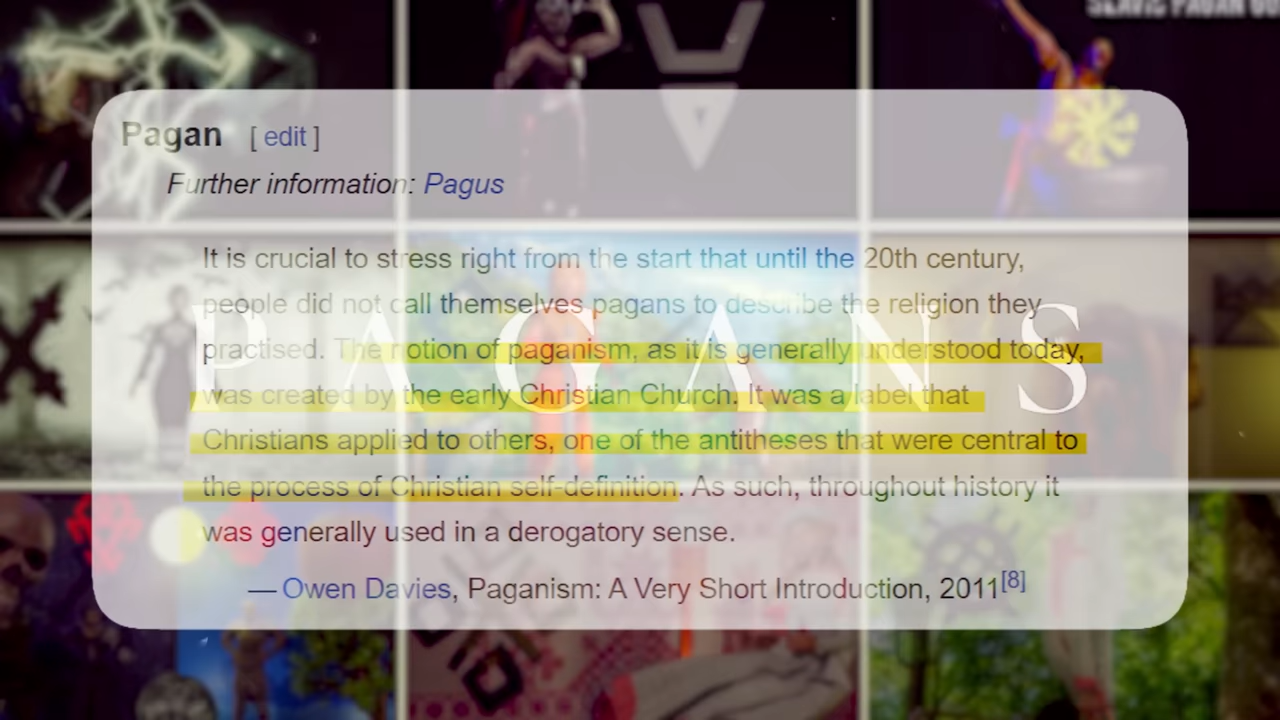 SLAVIC PAGAN
Pagan [ edit ]
Further information: Pagus
It is crucial to stress right from the start that until the 20th century,
people did not call themselves pagans to describe the religion they
PAGANS
practised. The notion of paganism, as it is generally understood today,
was created by the early Christian Church. It was a label that
Christians applied to others, one of the antitheses that were central to
the process of Christian self-definition. As such, throughout history it
was generally used in a derogatory sense.
— Owen Davies, Paganism: A Very Short Introduction, 2011[8]